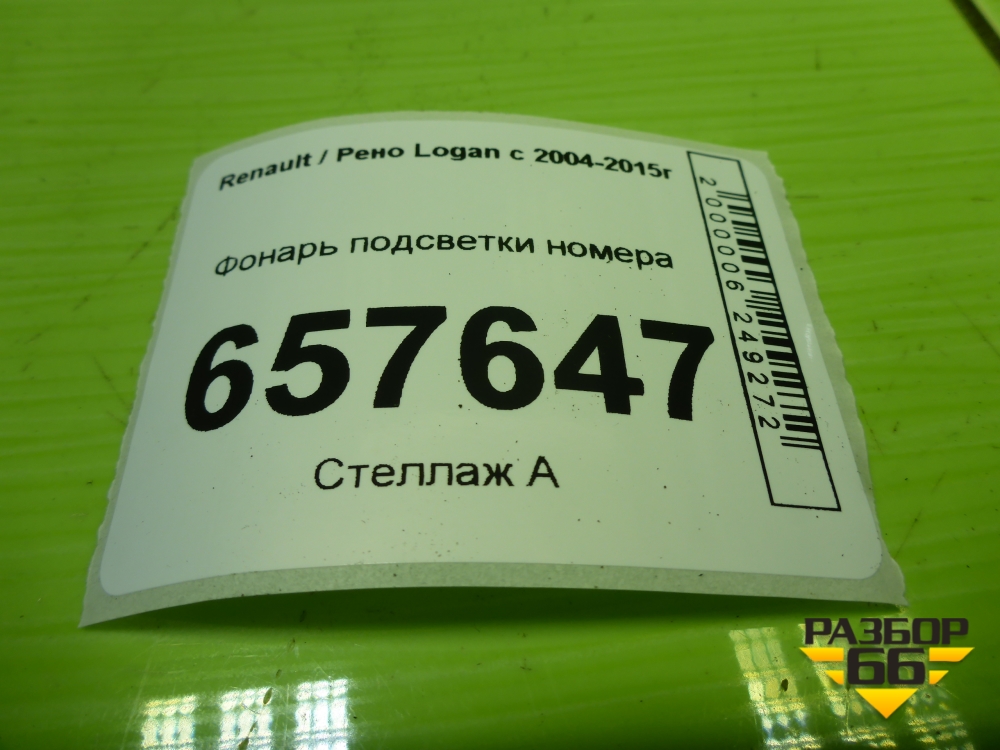 Renault / Рено Logan с 2004-2015г
Фонарь подсветки номера
657647
Стеллаж А
2000006249272
РАЗБОР
66